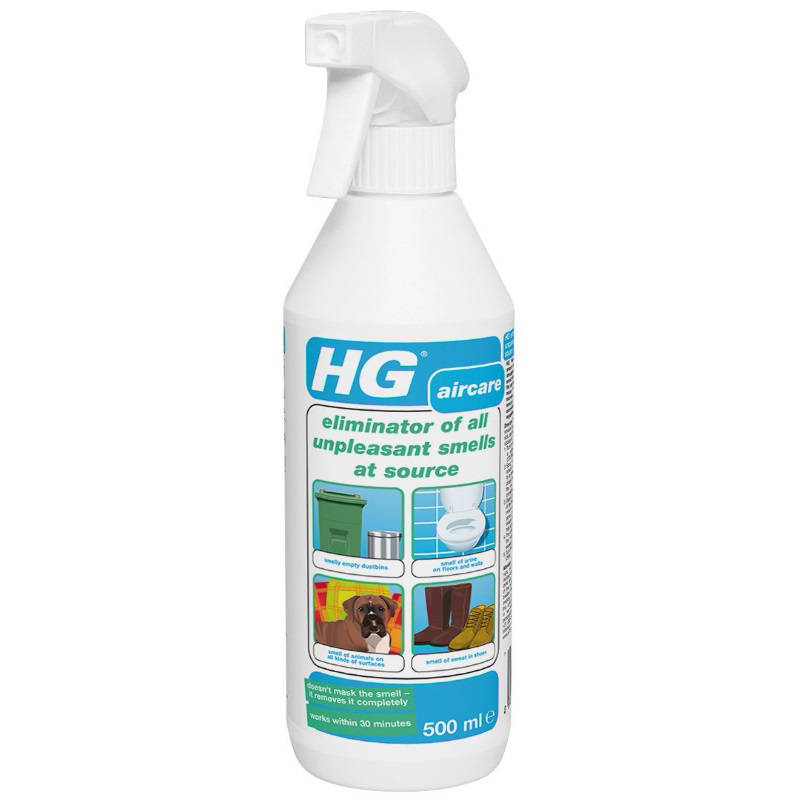 HG®
aircare
eliminator of all
unpleasant smells
at source
smelly empty dustbins
smell of urine
on floors and walls
smell of animals on
all kinds of surfaces
smell of sweat in shoes
doesn't mask the smell –
it removes it completely
works within 30 minutes
500 ml e